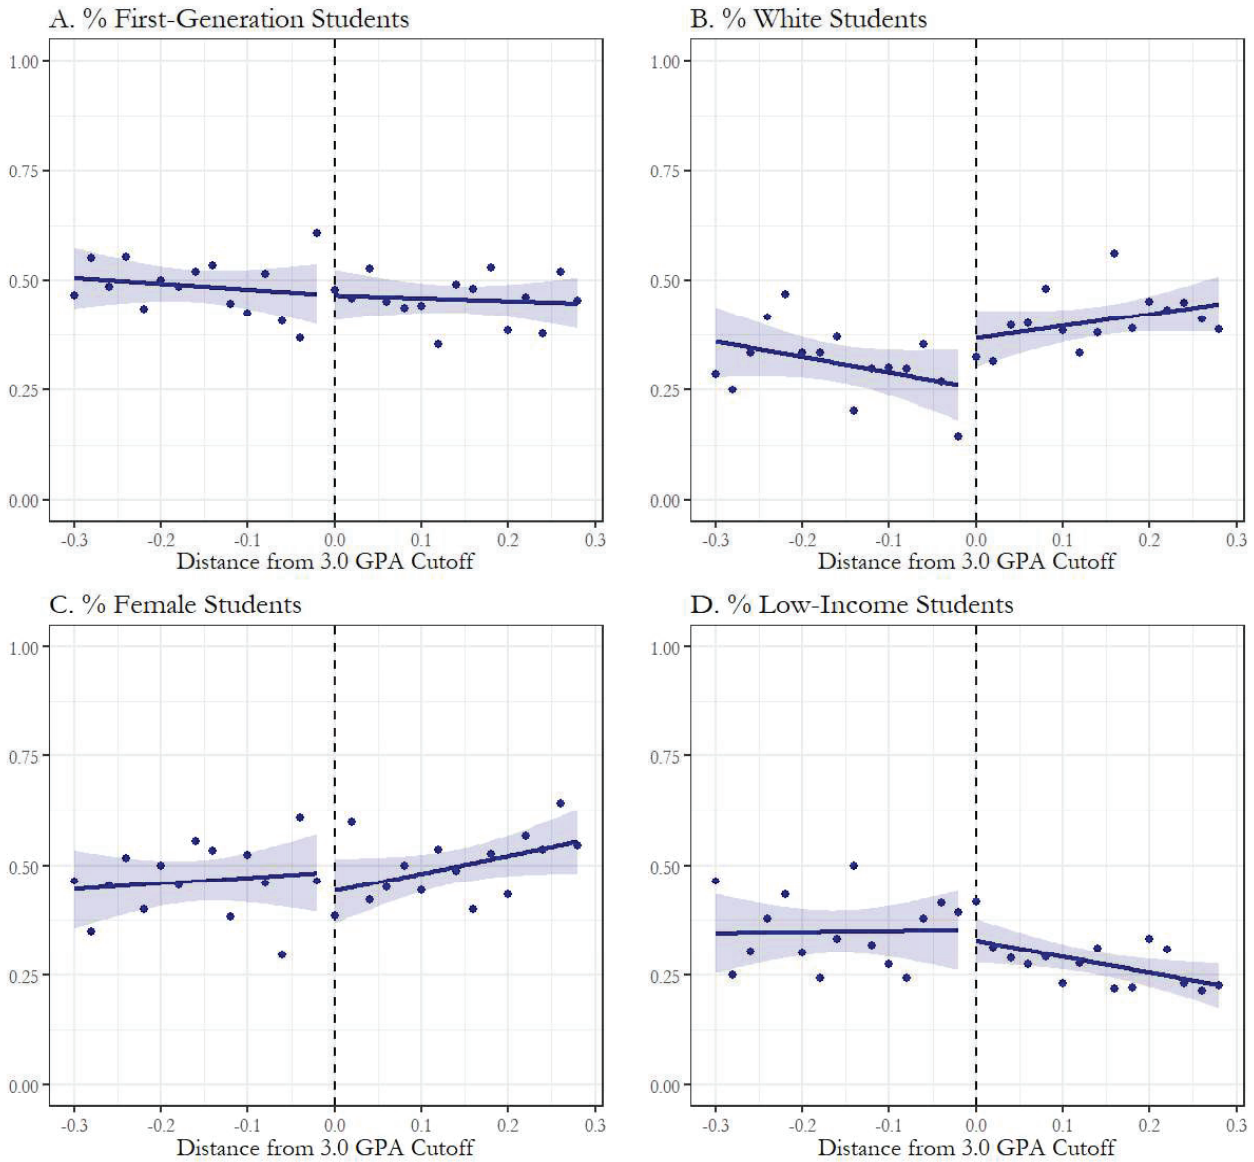 A. % First-Generation Students
1.00
0.75
0.50
0.25
0.00
-0.3 -0.2 -0.1 0.0 0.1 0.2 0.3
Distance from 3.0 GPA Cutoff
B. % White Students
1.00
0.75
0.50
0.25
0.00
-0.3 -0.2 -0.1 0.0 0.1 0.2 0.3
Distance from 3.0 GPA Cutoff
C. % Female Students
1.00
0.75
0.50
0.25
0.00
-0.3 -0.2 -0.1 0.0 0.1 0.2 0.3
Distance from 3.0 GPA Cutoff
D. % Low-Income Students
1.00
0.75
0.50
0.25
0.00
-0.3 -0.2 -0.1 0.0 0.1 0.2 0.3
Distance from 3.0 GPA Cutoff